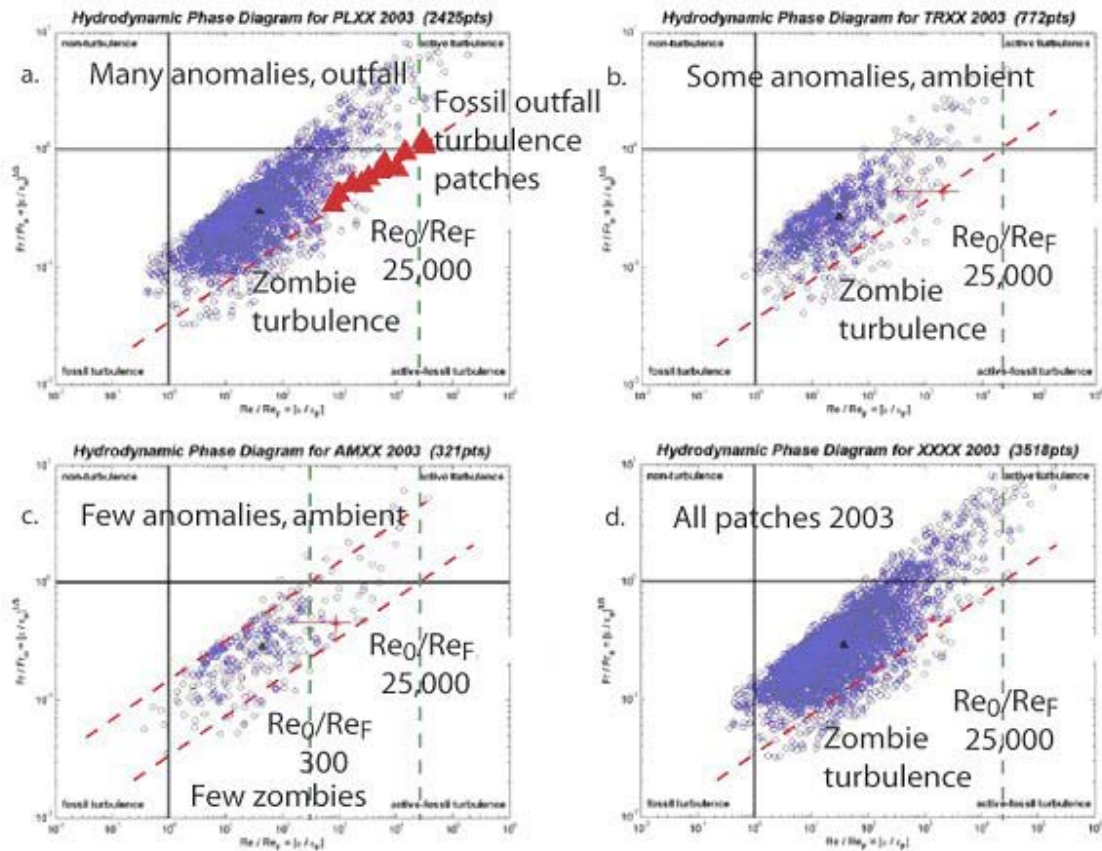 Hydrodynamic Phase Diagram for PLXX 2003 (2425pts)
non-turbulence
active turbulence
a.
Many anomalies, outfall
Fossil outfall
turbulence
patches
Re0/ReF
25,000
Zombie
turbulence
fossil turbulence
active-fossil turbulence
Hydrodynamic Phase Diagram for TRXX 2003 (772pts)
non-turbulence
active turbulence
b.
Some anomalies, ambient
Re0/ReF
25,000
Zombie
turbulence
fossil turbulence
active-fossil turbulence
Hydrodynamic Phase Diagram for AMXX 2003 (321pts)
non-turbulence
active turbulence
c.
Few anomalies, ambient
Re0/ReF
25,000
Re0/ReF
300
Few zombies
fossil turbulence
active-fossil turbulence
Hydrodynamic Phase Diagram for XXXX 2003 (3518pts)
non-turbulence
active turbulence
d.
All patches 2003
Re0/ReF
25,000
Zombie
turbulence
fossil turbulence
active-fossil turbulence